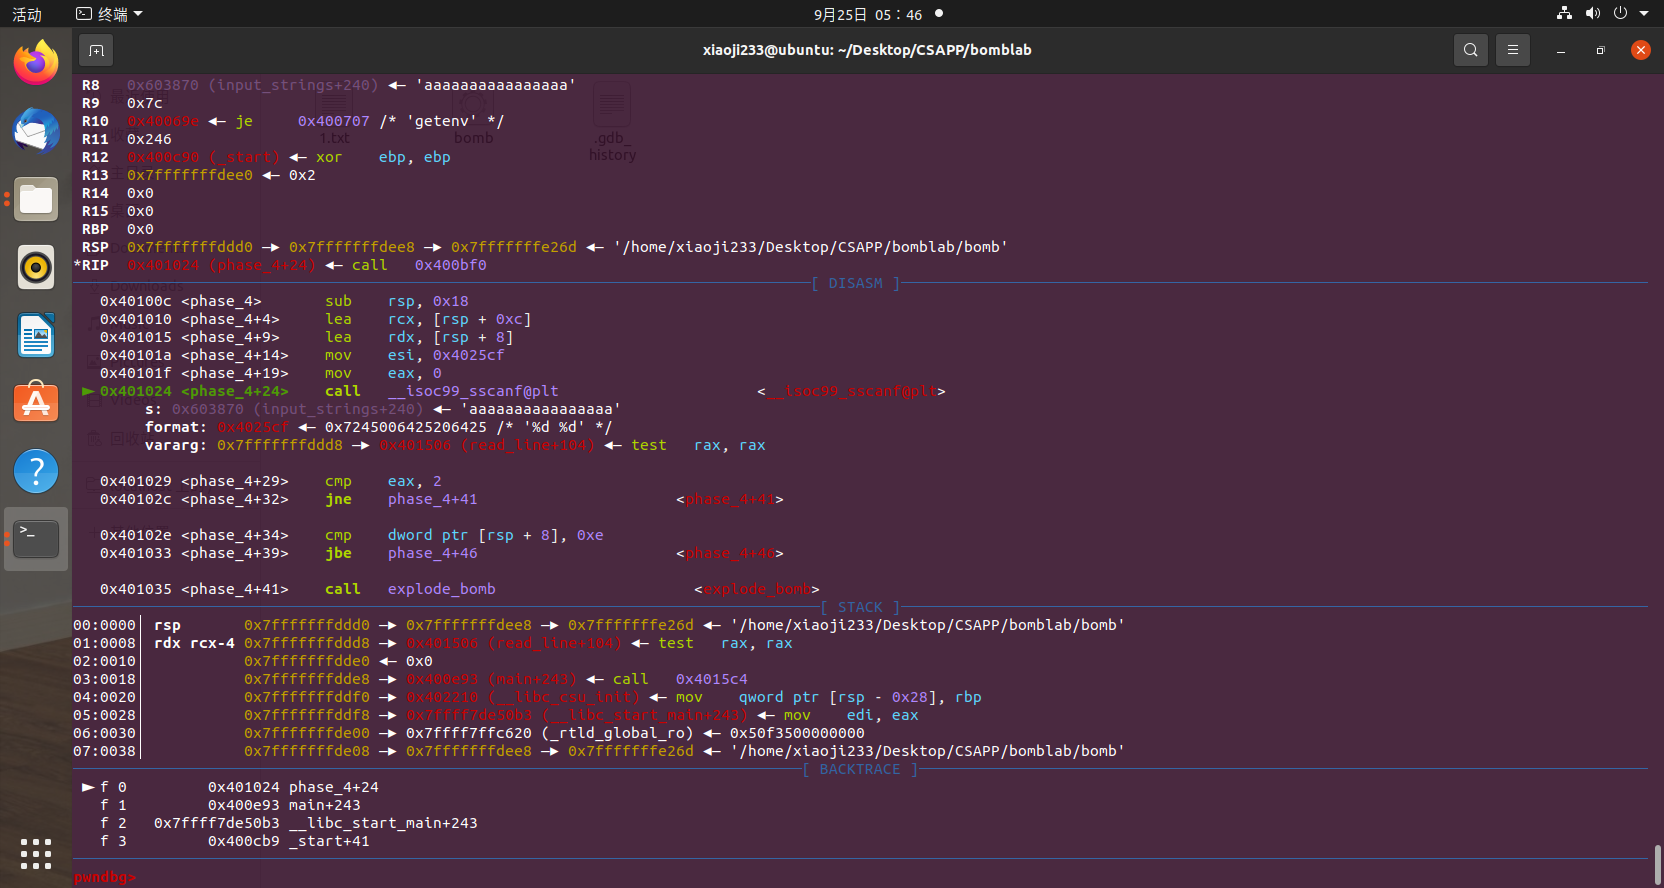 活动 终端 9月25日 05：46
xiaoji233@ubuntu: ~/Desktop/CSAPP/bomblab
R8 0x603870 (input_strings+240) ◂— 'aaaaaaaaaaaaaaaaa'
R9 0x7c
R10 0x40069e ◂— je 0x400707 /* 'getenv' */
R11 0x246
R12 0x400c90 (_start) ◂— xor ebp, ebp
R13 0x7fffffffdee0 ◂— 0x2
R14 0x0
R15 0x0
RBP 0x0
RSP 0x7fffffffddd0 —▸ 0x7fffffffdee8 —▸ 0x7fffffffe26d ◂— '/home/xiaoji233/Desktop/CSAPP/bomblab/bomb'
*RIP 0x401024 (phase_4+24) ◂— call 0x400bf0
[ DISASM ]
0x40100c <phase_4> sub rsp, 0x18
0x401010 <phase_4+4> lea rcx, [rsp + 0xc]
0x401015 <phase_4+9> lea rdx, [rsp + 8]
0x40101a <phase_4+14> mov esi, 0x4025cf
0x40101f <phase_4+19> mov eax, 0
► 0x401024 <phase_4+24> call __isoc99_sscanf@plt <__isoc99_sscanf@plt>
s: 0x603870 (input_strings+240) ◂— 'aaaaaaaaaaaaaaaa'
format: 0x4025cf ◂— 0x7245006425206425 /* '%d %d' */
vararg: 0x7fffffffddd8 —▸ 0x401506 (read_line+104) ◂— test rax, rax
0x401029 <phase_4+29> cmp eax, 2
0x40102c <phase_4+32> jne phase_4+41 <phase_4+41>
0x40102e <phase_4+34> cmp dword ptr [rsp + 8], 0xe
0x401033 <phase_4+39> jbe phase_4+46 <phase_4+46>
0x401035 <phase_4+41> call explode_bomb <explode_bomb>
[ STACK ]
00:0000│ rsp 0x7fffffffddd0 —▸ 0x7fffffffdee8 —▸ 0x7fffffffe26d ◂— '/home/xiaoji233/Desktop/CSAPP/bomblab/bomb'
01:0008│ rdx rcx-4 0x7fffffffddd8 —▸ 0x401506 (read_line+104) ◂— test rax, rax
02:0010│ 0x7fffffffdde0 ◂— 0x0
03:0018│ 0x7fffffffdde8 —▸ 0x400e93 (main+243) ◂— call 0x4015c4
04:0020│ 0x7fffffffddf0 —▸ 0x402210 (__libc_csu_init) ◂— mov qword ptr [rsp - 0x28], rbp
05:0028│ 0x7fffffffddf8 —▸ 0x7ffff7de50b3 (__libc_start_main+243) ◂— mov edi, eax
06:0030│ 0x7fffffffde00 —▸ 0x7ffff7ffc620 (_rtld_global_ro) ◂— 0x50f3500000000
07:0038│ 0x7fffffffde08 —▸ 0x7fffffffdee8 —▸ 0x7fffffffe26d ◂— '/home/xiaoji233/Desktop/CSAPP/bomblab/bomb'
[ BACKTRACE ]
► f 0 0x401024 phase_4+24
f 1 0x400e93 main+243
f 2 0x7ffff7de50b3 __libc_start_main+243
f 3 0x400cb9 _start+41
pwndbg>
1.txt
bomb
.gdb_
history
Downloads